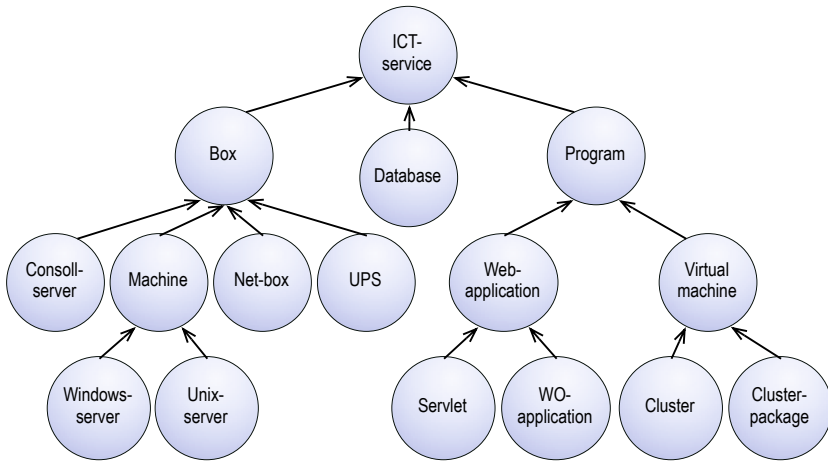 ICT-
service
Box
Database
Program
Consoll-
server
Machine
Net-box
UPS
Web-
application
Virtual
machine
Windows-
server
Unix-
server
Servlet
WO-
application
Cluster
Cluster-
package